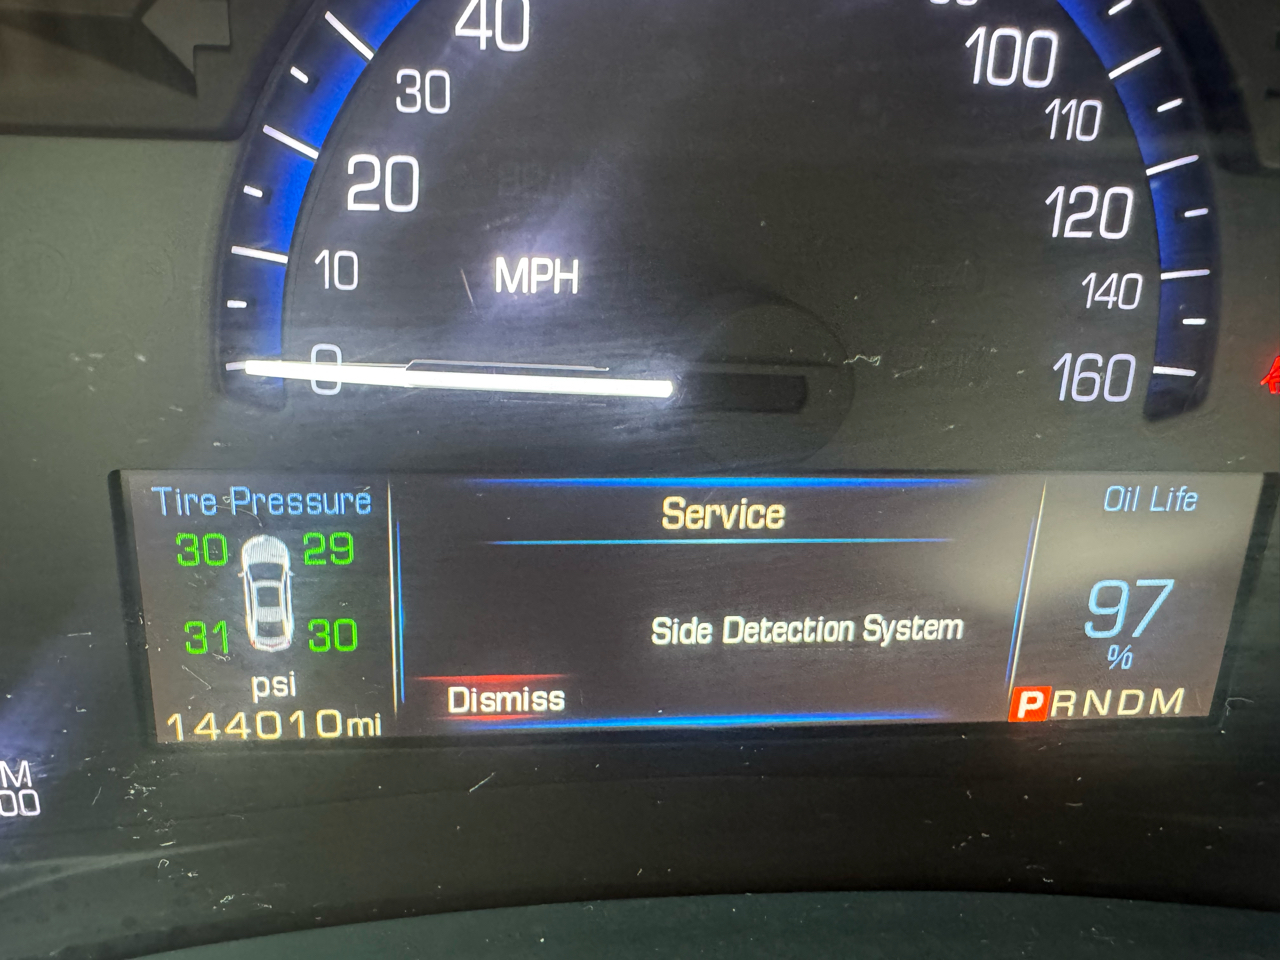 40
30
20
10
0
MPH
100
110
120
140
160
Tire Pressure
30 29
31 30
psi
144010mi
Service
Side Detection System
Dismiss
Oil Life
97
%
PRNDM
M
00